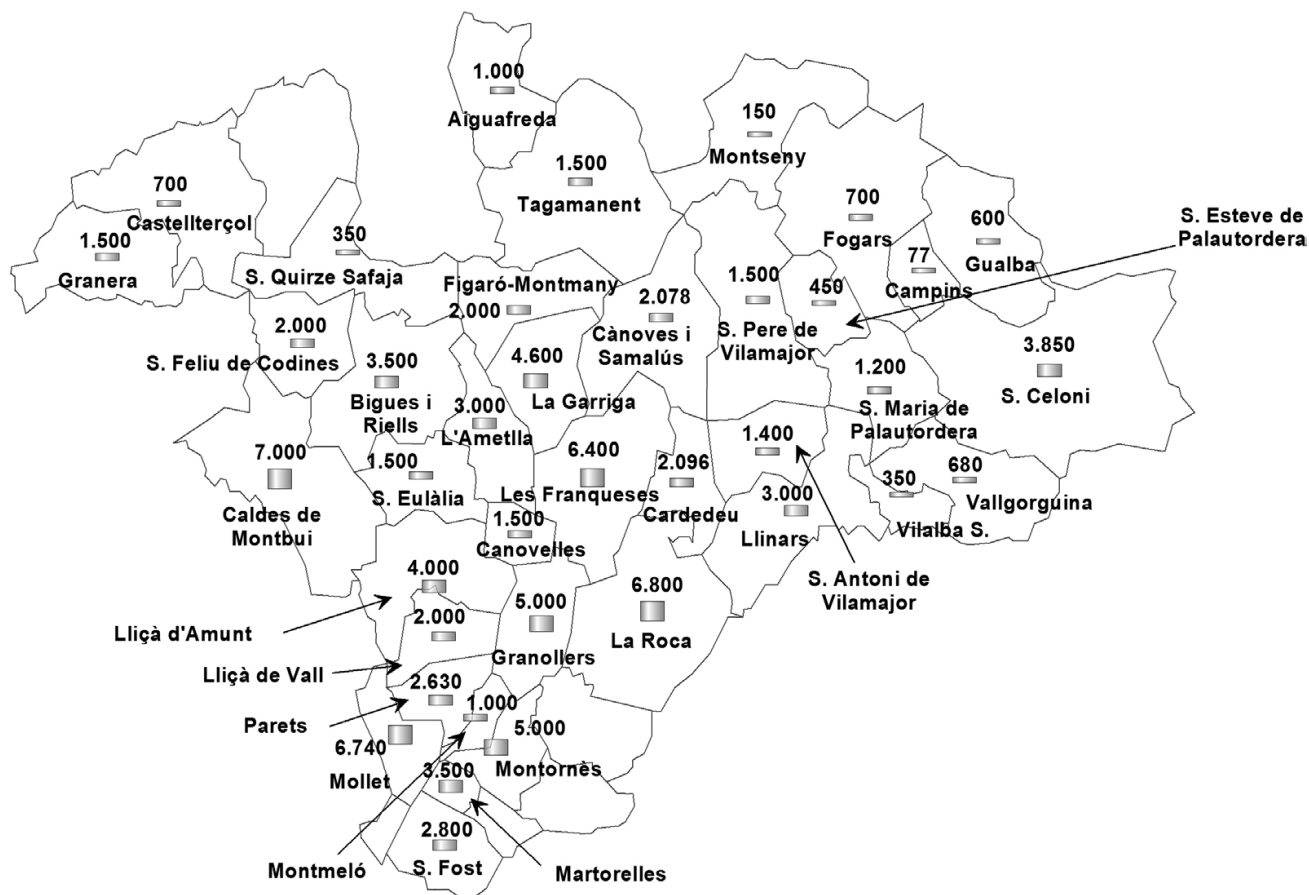 1.000
Aiguafreda
150
Montseny
1.500
Tagamanent
700
Castellterçol
700
Fogars
600
Gualba
S. Esteve de
Palautordera
1.500
Granera
350
S. Quirze Safaja
77
Campins
Figaró-Montmany
2.000
2.078
Cànoves i
Samalús
1.500
S. Pere de
Vilamajor
450
2.000
S. Feliu de Codines
3.500
Bigues i
Riells
4.600
La Garriga
1.200
S. Maria de
Palautordera
3.850
S. Celoni
3.000
L'Ametlla
7.000
Caldes de
Montbui
1.500
S. Eulàlia
6.400
Les Franqueses
2.096
Cardedeu
1.400
350
Vilalba S.
680
Vallgorguina
3.000
Llinars
1.500
Canovelles
4.000
S. Antoni de
Vilamajor
Lliçà d'Amunt
2.000
5.000
Granollers
6.800
La Roca
Lliçà de Vall
2.630
Parets
1.000
6.740
Mollet
5.000
Montornès
3.500
2.800
S. Fost
Montmeló
Martorelles